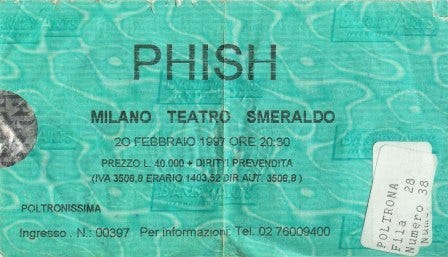 PHISH
MILANO TEATRO SMERALDO
20 FEBBRAIO 1997 ORE 20:30
PREZZO L. 40 000 + DIRITTI PREVENDITA
(IVA 3508,8 ERARIO 1403,52 DIR. AUT. 3508,8 )
POLTRONISSIMA
Ingresso . N.: 00397 Per informazioni: Tel. 02 76009400
POLTRONA
Fila 28
Numero 38